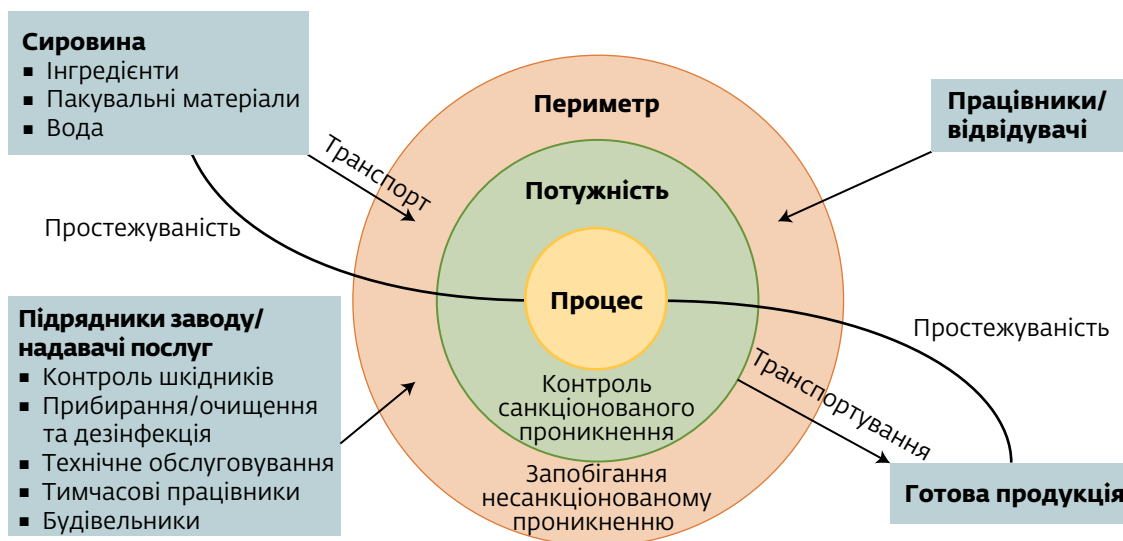 Сировина
▪ Інгредієнти
▪ Пакувальні матеріали
▪ Вода
Транспорт
Простежуваність
Периметр
Потужність
Процес
Контроль
санкціонованого
проникнення
Запобігання
несанкціонованому
проникненню
Працівники/
відвідувачі
Підрядники заводу/
надавачі послуг
▪ Контроль шкідників
▪ Прибирання/очищення
та дезінфекція
▪ Технічне обслуговування
▪ Тимчасові працівники
▪ Будівельники
Простежуваність
Транспортування
Готова продукція